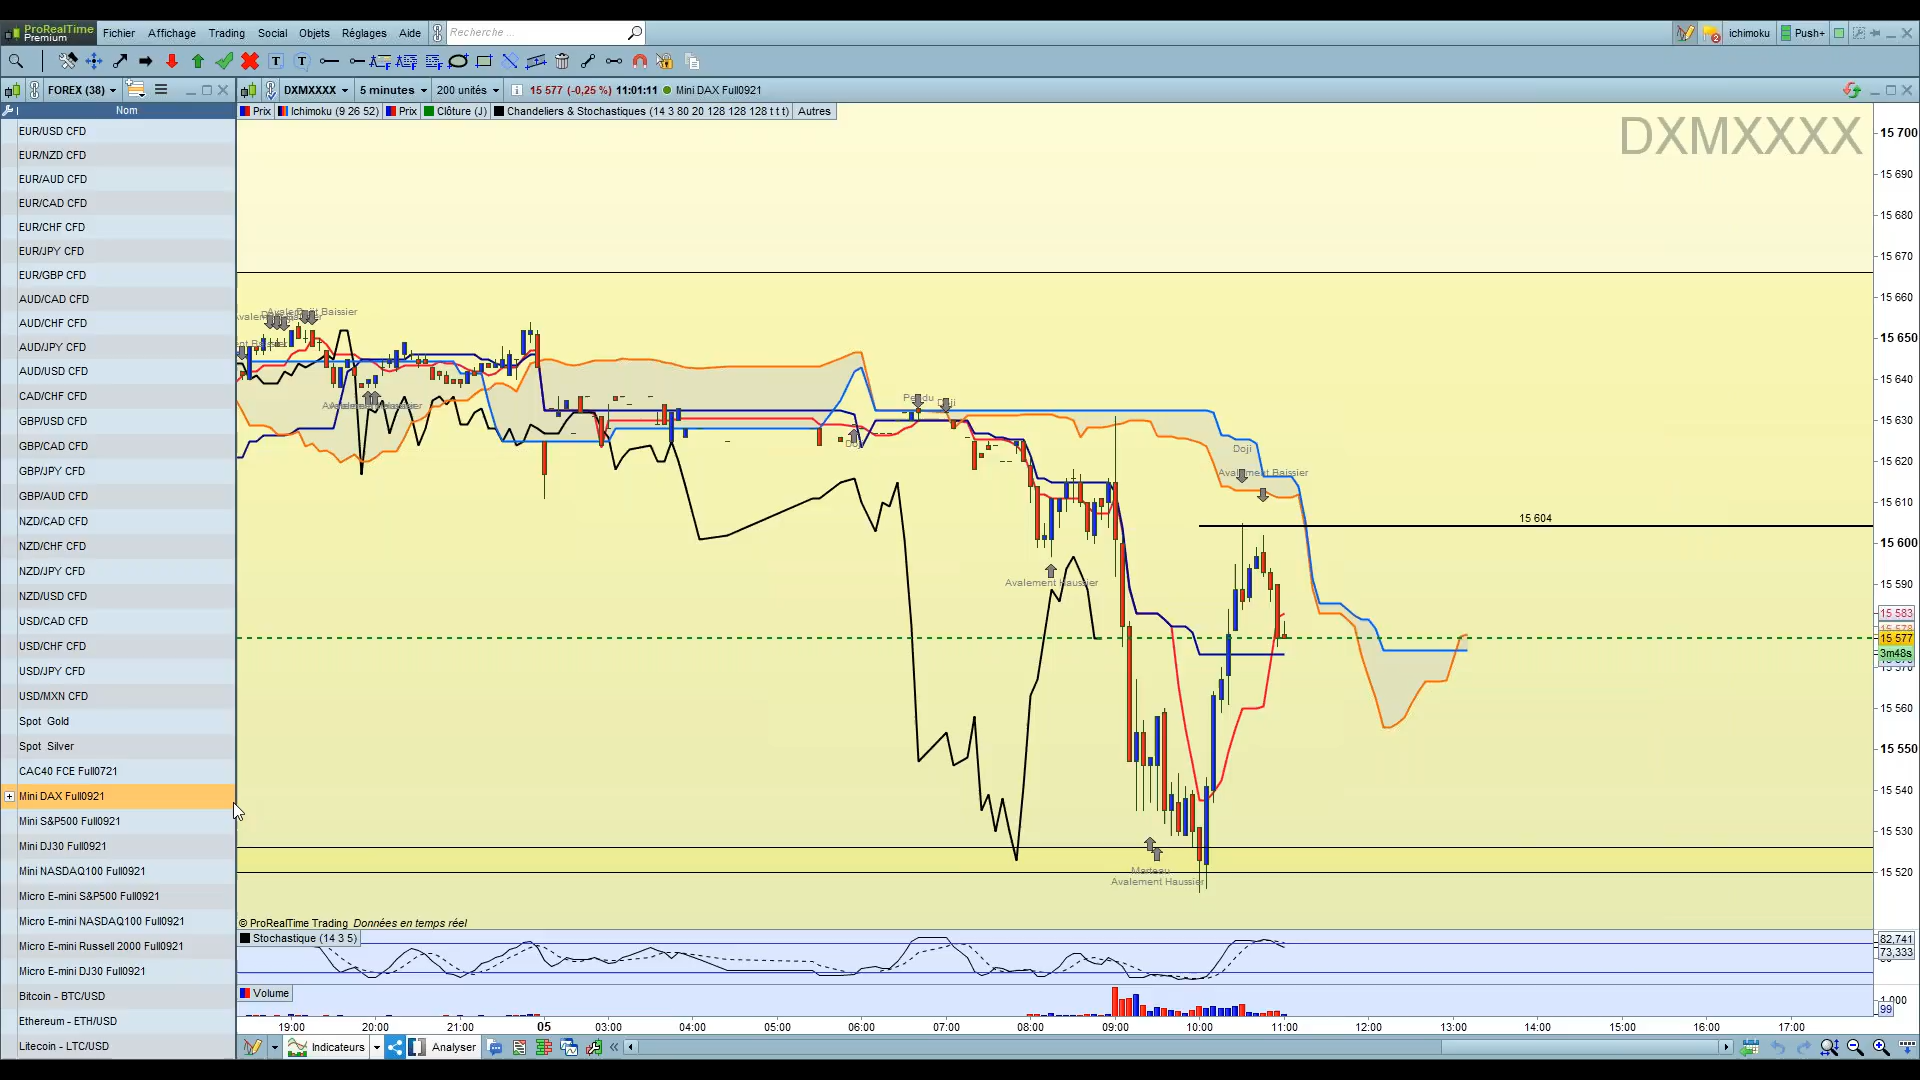 ProRealTime
Premium
Fichier Affichage Trading Social Objets Réglages Aide Recherche ... ichimoku Push+
FOREX (38) DXMXXXX 5 minutes 200 unités 15 577 (-0,25 %) 11:01:11 Mini DAX Full0921
Nom
Prix Ichimoku (9 26 52) Prix Clôture (J) Chandeliers & Stochastiques (14 3 80 20 128 128 128 t t t) Autres
DXMXXXX
EUR/USD CFD
EUR/NZD CFD
EUR/AUD CFD
EUR/CAD CFD
EUR/CHF CFD
EUR/JPY CFD
EUR/GBP CFD
AUD/CAD CFD
AUD/CHF CFD
AUD/JPY CFD
AUD/USD CFD
CAD/CHF CFD
GBP/USD CFD
GBP/CAD CFD
GBP/JPY CFD
GBP/AUD CFD
NZD/CAD CFD
NZD/CHF CFD
NZD/JPY CFD
NZD/USD CFD
USD/CAD CFD
USD/CHF CFD
USD/JPY CFD
USD/MXN CFD
Spot Gold
Spot Silver
CAC40 FCE Full0721
Mini DAX Full0921
Mini S&P500 Full0921
Mini DJ30 Full0921
Mini NASDAQ100 Full0921
Micro E-mini S&P500 Full0921
Micro E-mini NASDAQ100 Full0921
Micro E-mini Russell 2000 Full0921
Micro E-mini DJ30 Full0921
Bitcoin - BTC/USD
Ethereum - ETH/USD
Litecoin - LTC/USD
Baissier
Pendu
Doji
Doji
Avalement Baissier
15 604
Avalement Haussier
Marteau
Avalement Haussier
15 700
15 690
15 680
15 670
15 660
15 650
15 640
15 630
15 620
15 610
15 600
15 590
15 583
15 577
3m48s
15 560
15 550
15 540
15 530
15 520
© ProRealTime Trading Données en temps réel
Stochastique (14 3 5)
82,741
73,333
Volume
99
19:00 20:00 21:00 05 03:00 04:00 05:00 06:00 07:00 08:00 09:00 10:00 11:00 12:00 13:00 14:00 15:00 16:00 17:00
Indicateurs Analyser